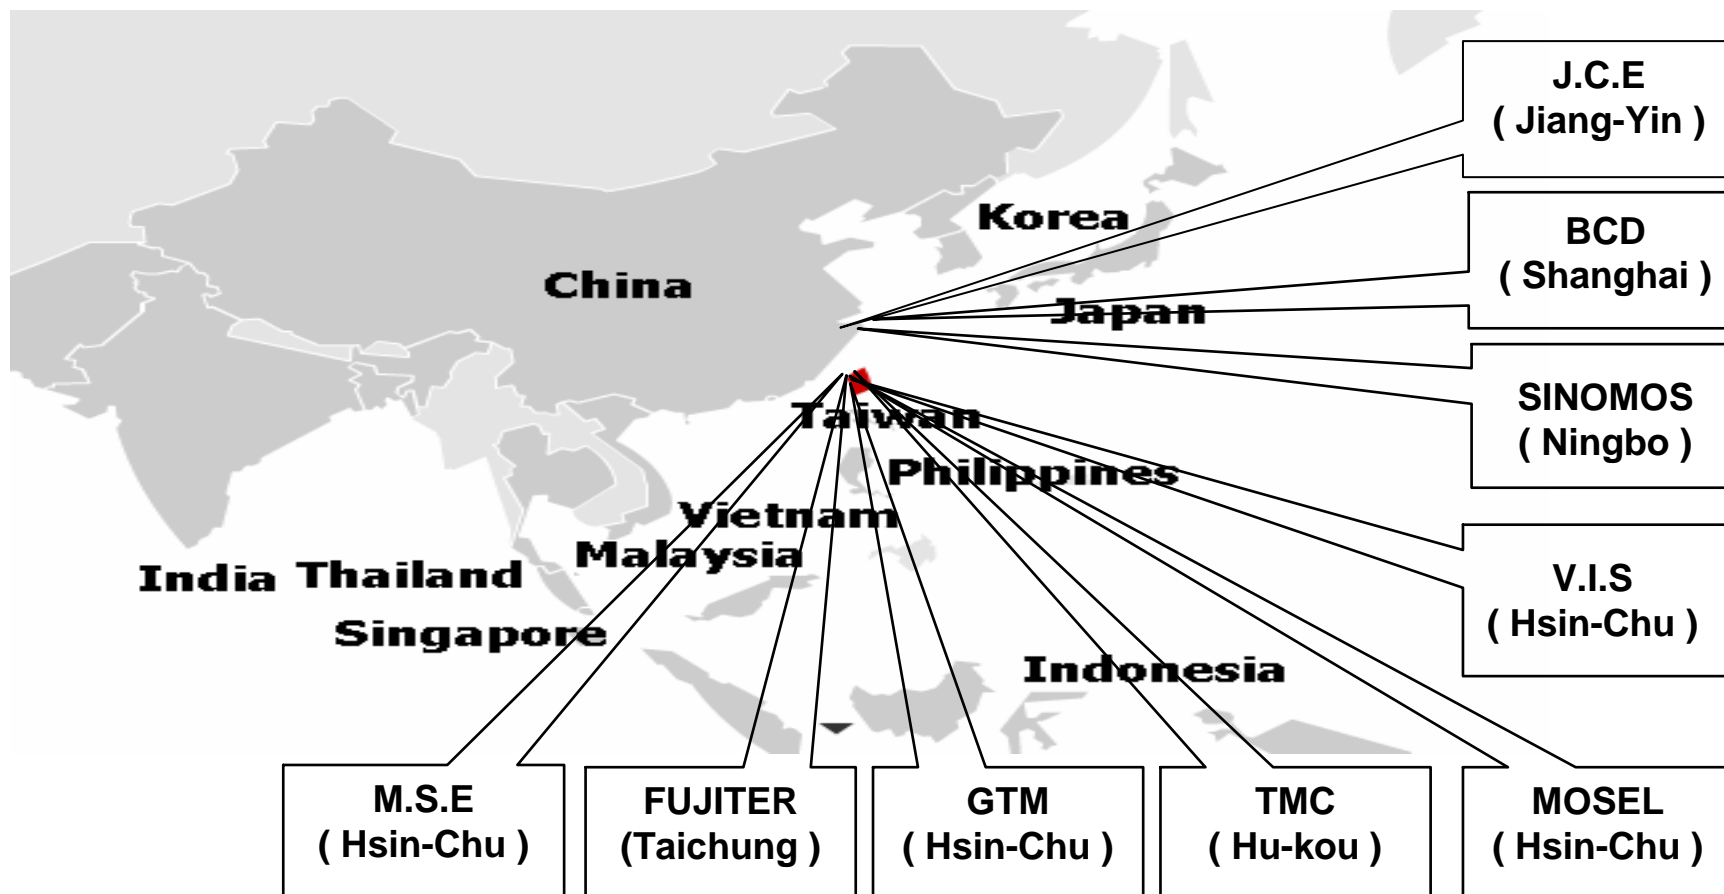 J.C.E
( Jiang-Yin )
Korea
BCD
( Shanghai )
China
Japan
SINOMOS
( Ningbo )
Taiwan
Philippines
Vietnam
Malaysia
India
Thailand
V.I.S
( Hsin-Chu )
Singapore
Indonesia
M.S.E
( Hsin-Chu )
FUJITER
(Taichung )
GTM
( Hsin-Chu )
TMC
( Hu-kou )
MOSEL
( Hsin-Chu )